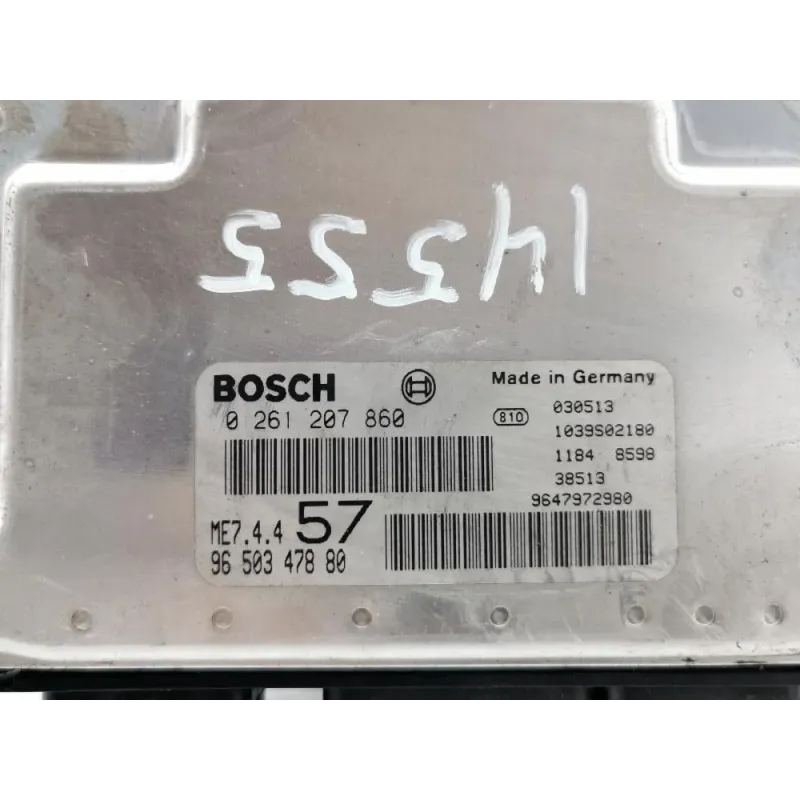 14555
BOSCH
0 261 207 860
ME7.4.4 57
96 503 478 80
Made in Germany
810
030513
1039S02180
1184 8598
38513
9647972980